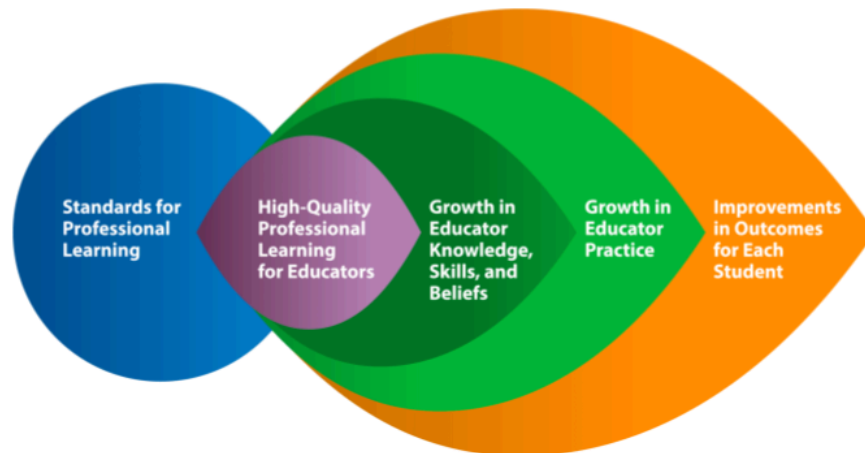 Standards for
Professional
Learning
High-Quality
Professional
Learning
for Educators
Growth in
Educator
Knowledge,
Skills, and
Beliefs
Growth in
Educator
Practice
Improvements
in Outcomes
for Each
Student